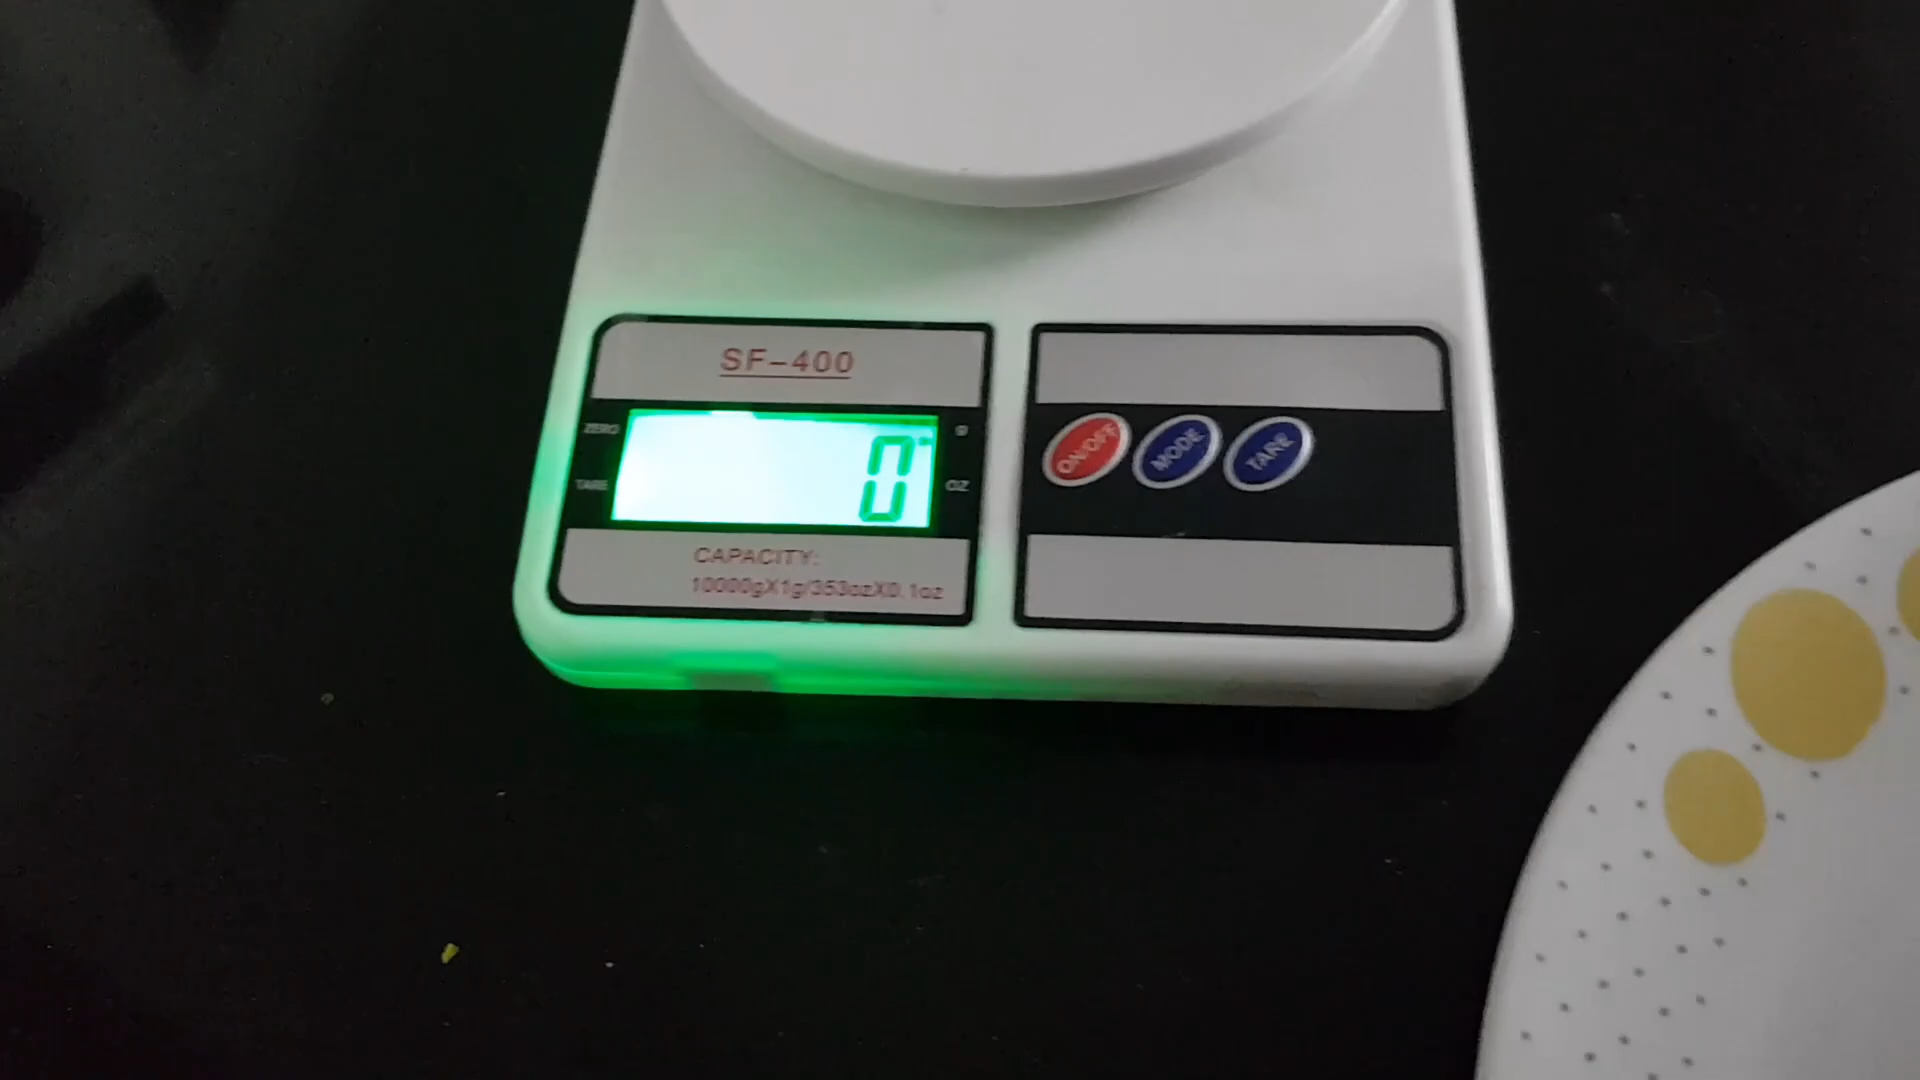 SF-400
ZERO
g
0
TARE
OZ
CAPACITY:
10000gX1g/353ozX0.1oz
ON/OFF
MODE
TARE